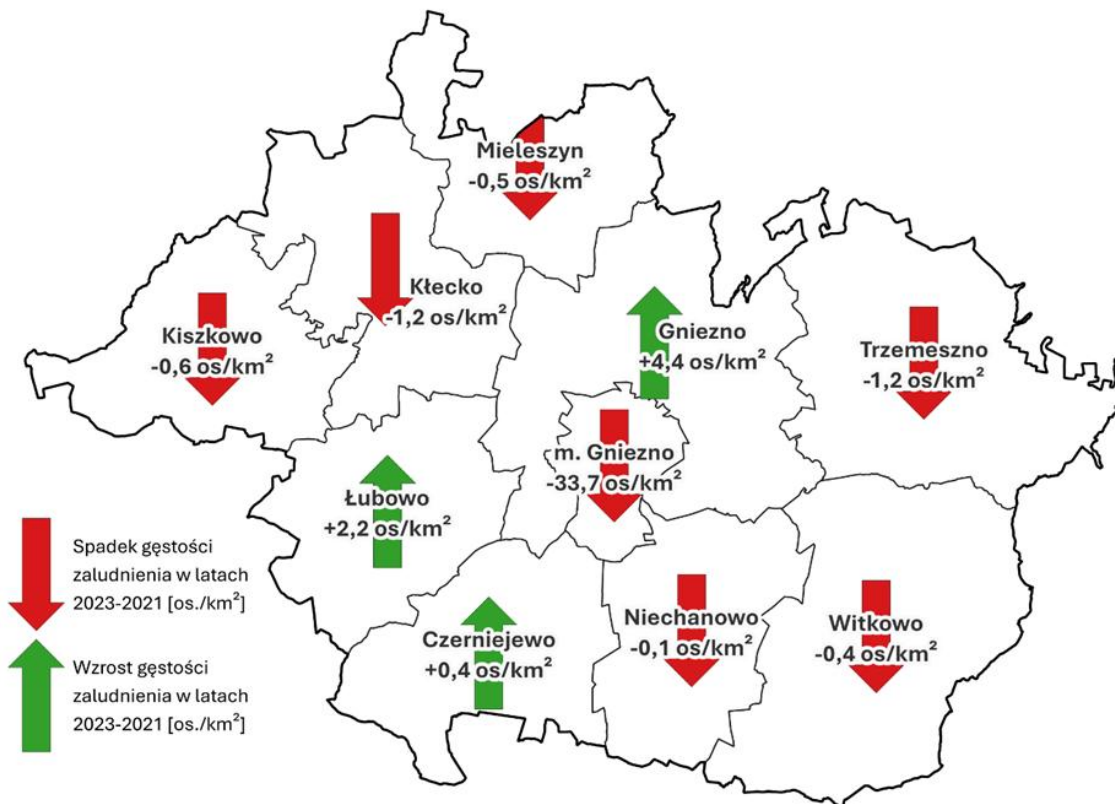 Mieleszyn
-0,5 os/km²
Kłecko
-1,2 os/km²
Kiszkowo
-0,6 os/km²
Gniezno
+4,4 os/km²
Trzemeszno
-1,2 os/km²
m. Gniezno
-33,7 os/km²
Łubowo
+2,2 os/km²
Czerniejewo
+0,4 os/km²
Niechanowo
-0,1 os/km²
Witkowo
-0,4 os/km²
Spadek gęstości
zaludnienia w latach
2023-2021 [os./km²]
Wzrost gęstości
zaludnienia w latach
2023-2021 [os./km²]